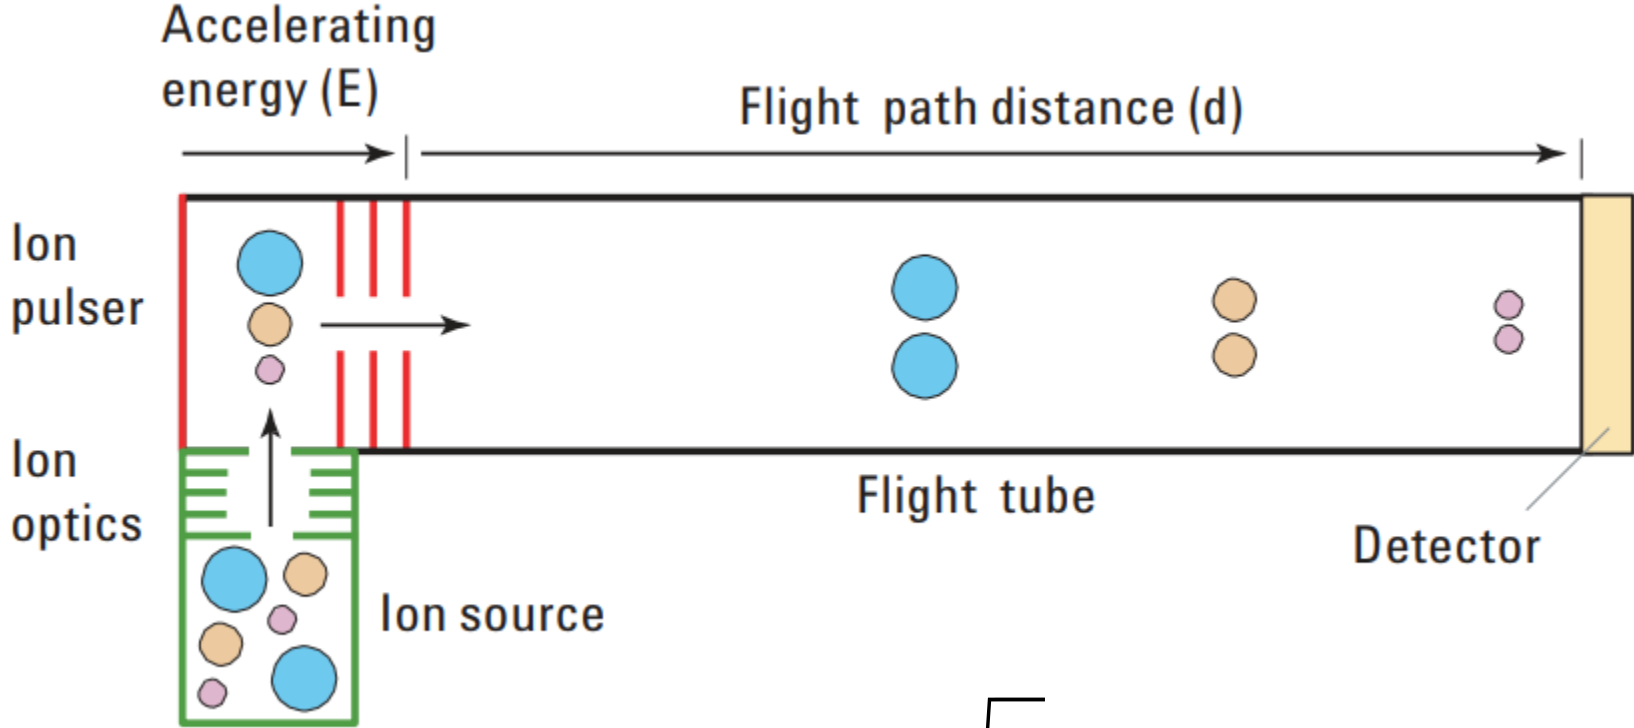 Accelerating
energy (E)
Flight path distance (d)
Ion
pulser
Ion
optics
Flight tube
Detector
Ion source